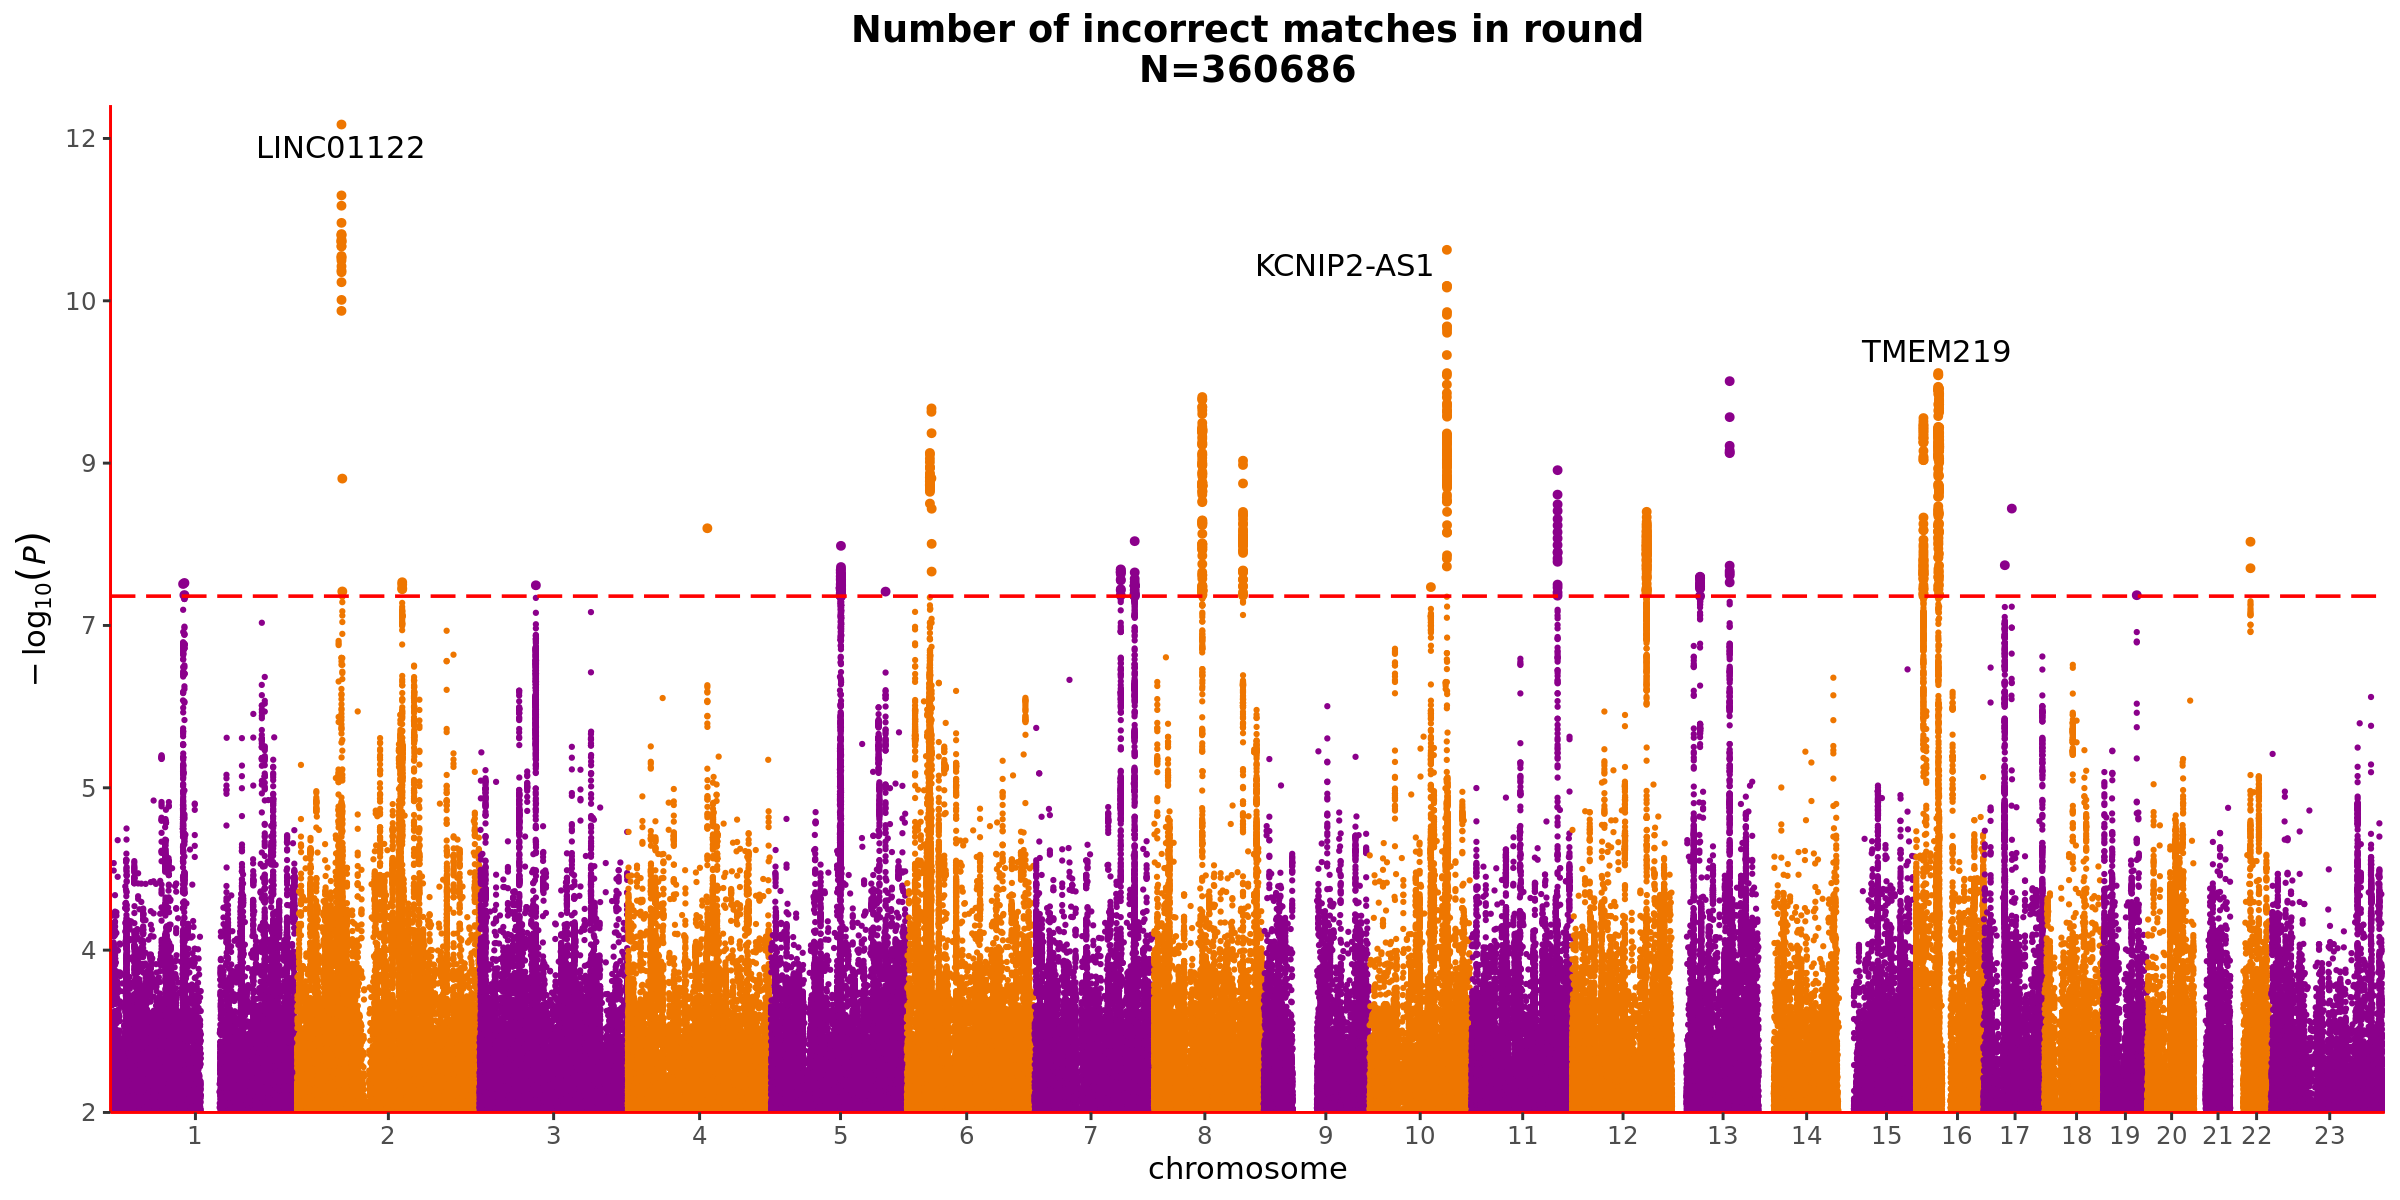 Number of incorrect matches in round
N=360686
12
LINC01122
KCNIP2-AS1
10
TMEM219
9
−log10(P)
7
5
4
2
1 2 3 4 5 6 7 8 9 10 11 12 13 14 15 16 17 18 19 20 21 22 23
chromosome